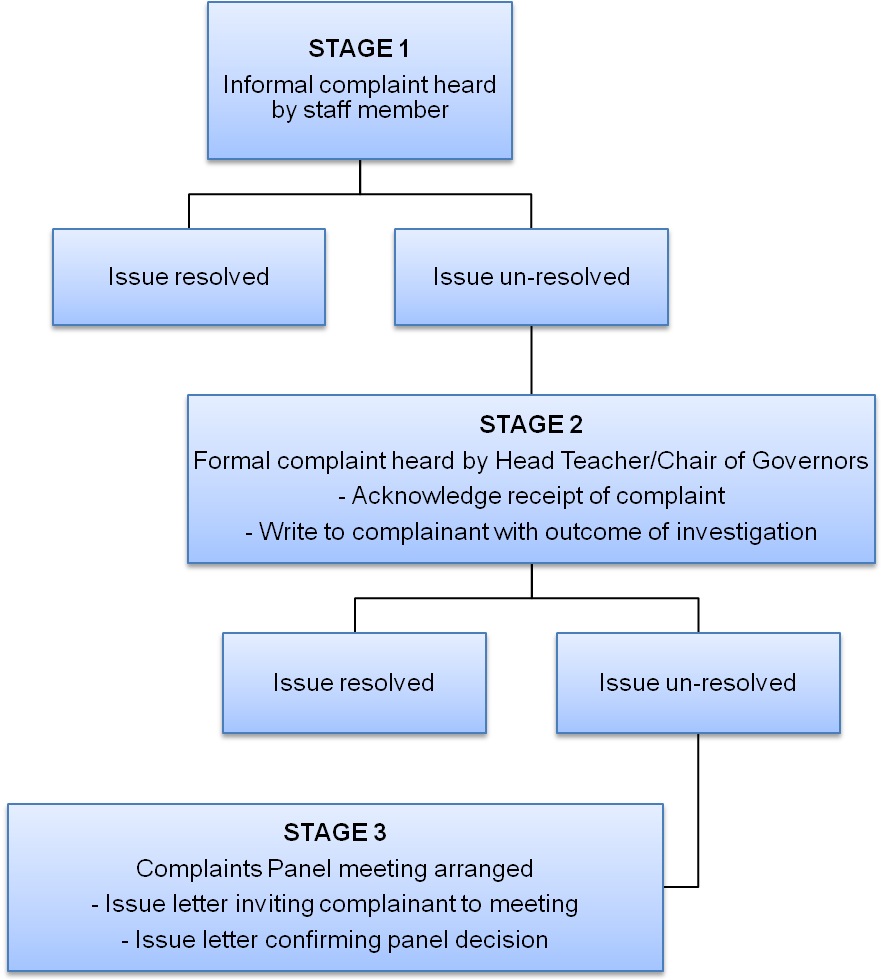 STAGE 1
Informal complaint heard
by staff member
Issue resolved
Issue un-resolved
STAGE 2
Formal complaint heard by Head Teacher/Chair of Governors
- Acknowledge receipt of complaint
- Write to complainant with outcome of investigation
Issue resolved
Issue un-resolved
STAGE 3
Complaints Panel meeting arranged
- Issue letter inviting complainant to meeting
- Issue letter confirming panel decision